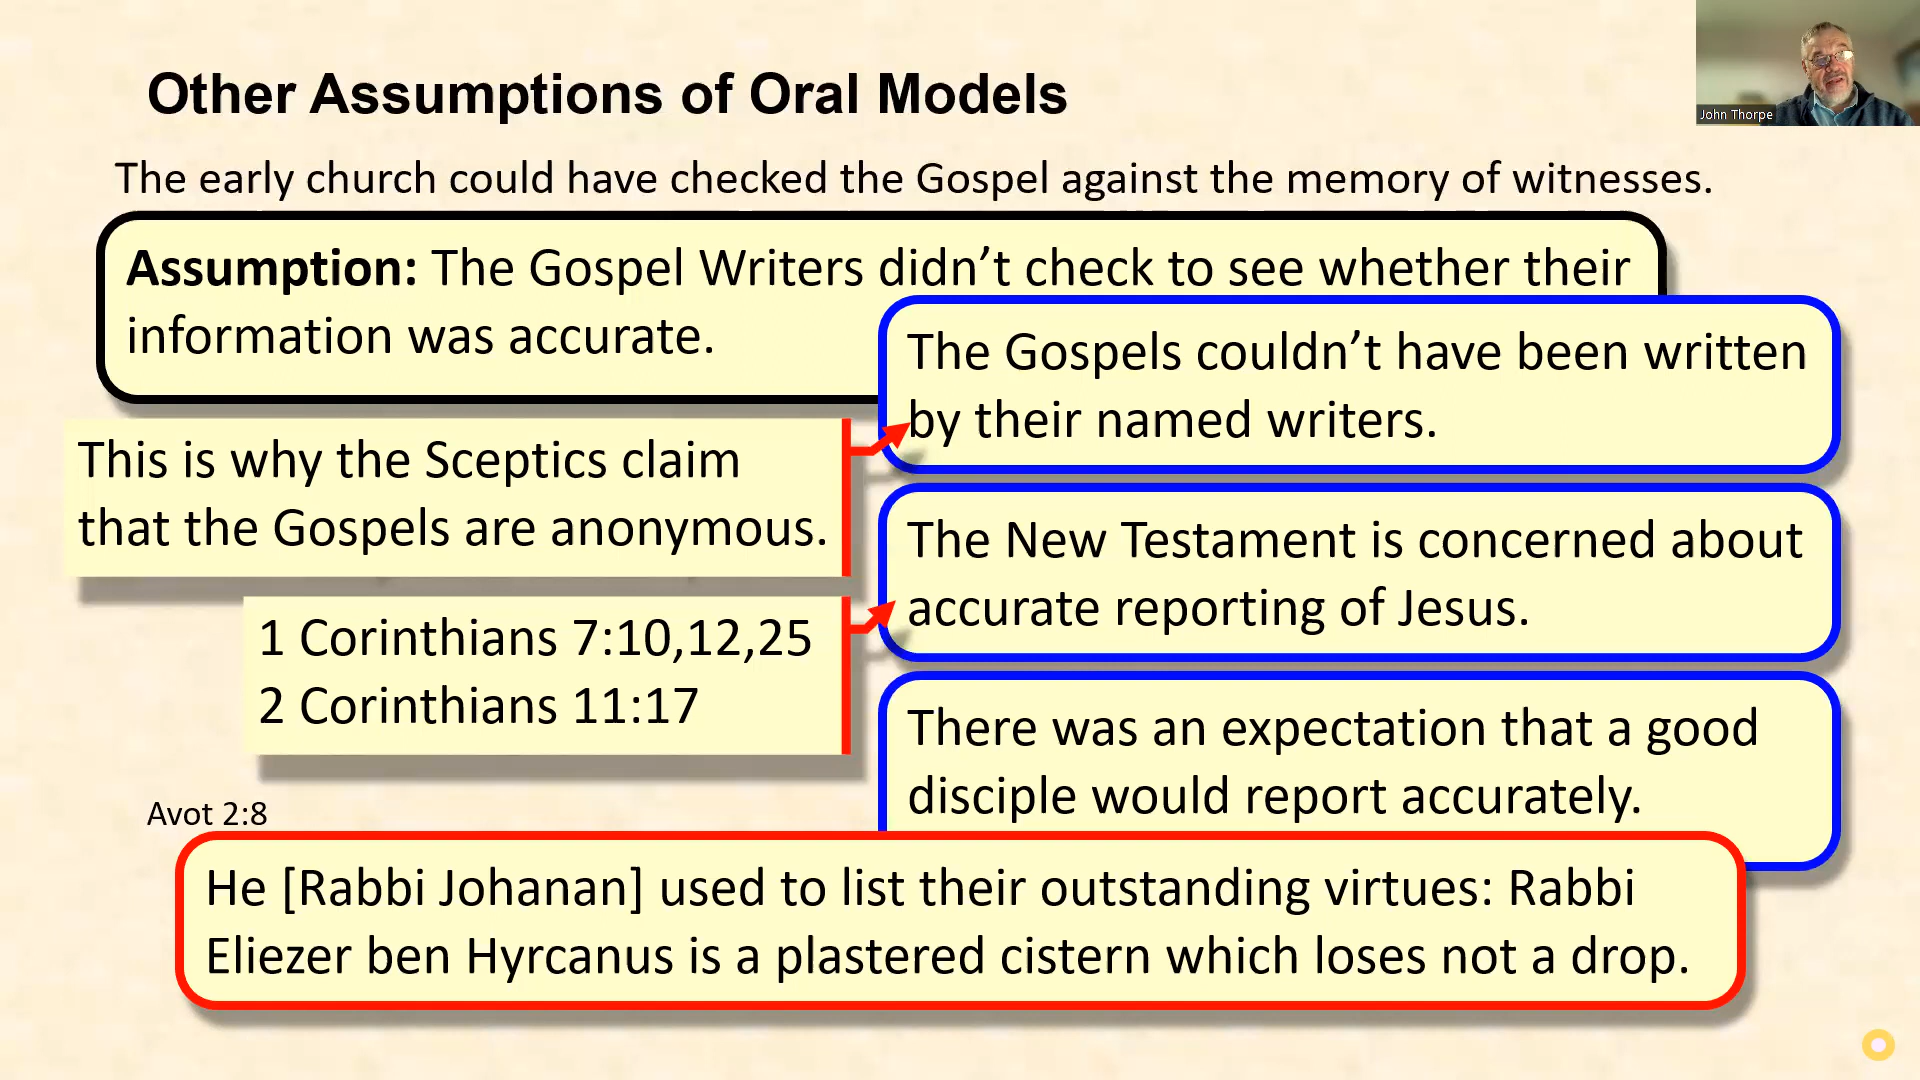 Other Assumptions of Oral Models
John Thorpe
The early church could have checked the Gospel against the memory of witnesses.
Assumption: The Gospel Writers didn’t check to see whether their
information was accurate.
The Gospels couldn’t have been written
by their named writers.
This is why the Sceptics claim
that the Gospels are anonymous.
The New Testament is concerned about
accurate reporting of Jesus.
1 Corinthians 7:10,12,25
2 Corinthians 11:17
There was an expectation that a good
disciple would report accurately.
Avot 2:8
He [Rabbi Johanan] used to list their outstanding virtues: Rabbi
Eliezer ben Hyrcanus is a plastered cistern which loses not a drop.